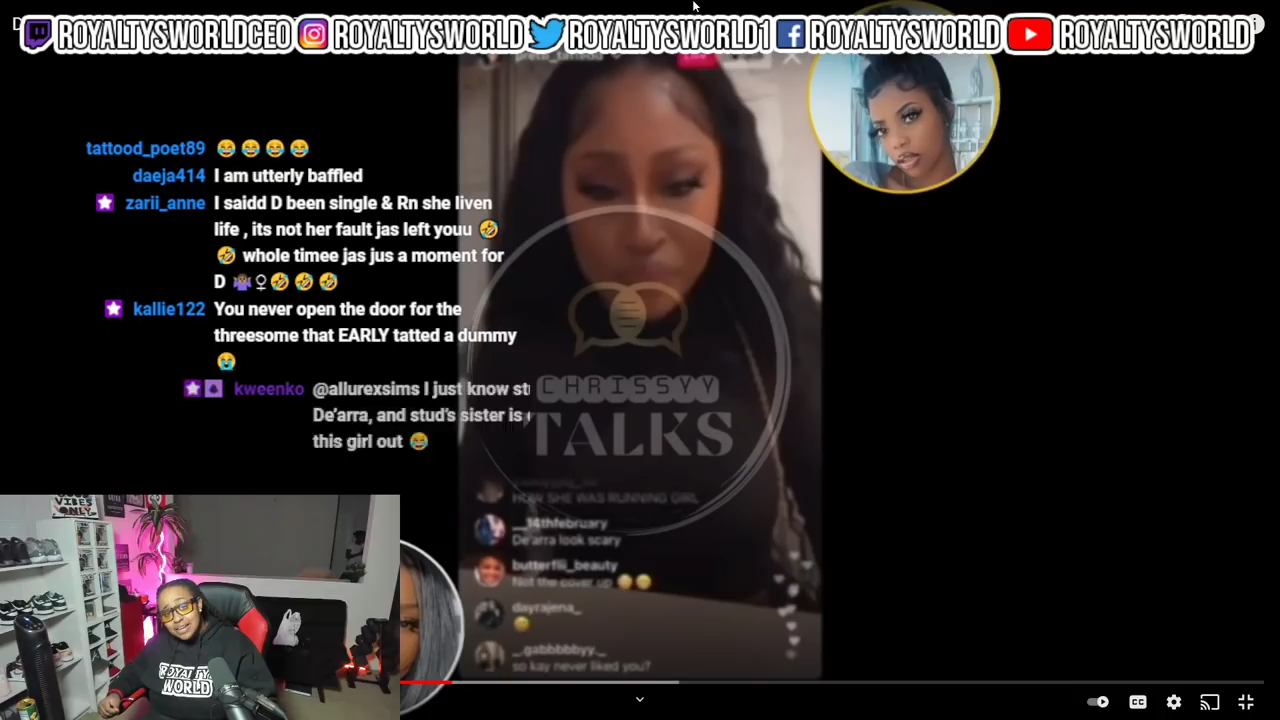 ROYALTYSWORLDCEO ROYALTYSWORLD ROYALTYSWORLD1 ROYALTYSWORLD ROYALTYSWORLD
tattood_poet89 😂😂😂😂
daeja414 I am utterly baffled
zarii_anne I saidd D been single & Rn she liven
life , its not her fault jas left youu 🤣
🤣 whole timee jas jus a moment for
D 🤷🏾♀🤣🤣🤣
kallie122 You never open the door for the
threesome that EARLY tatted a dummy
😭
kweenko @allurexsims I just know
De'arra, and stud's sister is
this girl out 😂
CHRISSYY
TALKS
HOW SHE WAS RUNNING GIRL
__14thfebruary
De'arra look scary
butterflii_beauty
Not the cover up
dayrajena_
_.gabbbbbyy._
so kay never liked you?
VIBES
ONLY
ROYALTY
WORLD
CC